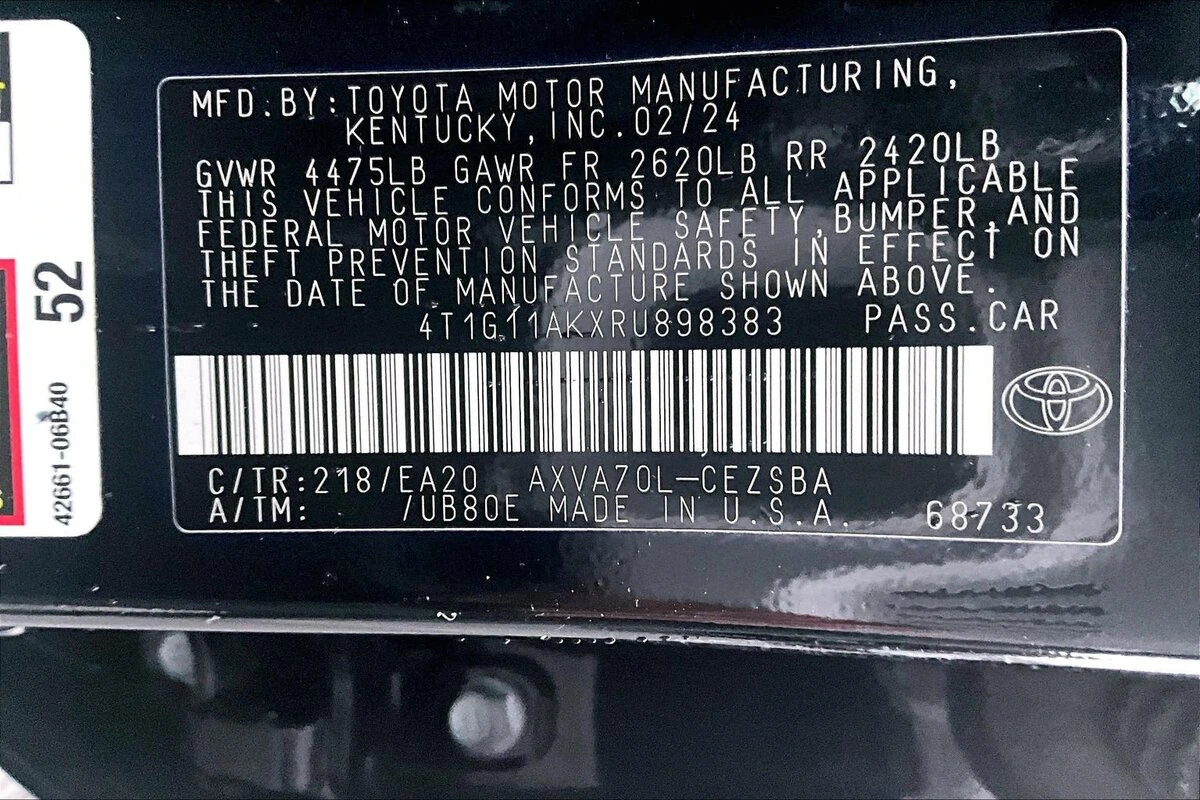 MFD.BY:TOYOTA MOTOR MANUFACTURING,
KENTUCKY,INC.02/24
GVWR 4475LB GAWR FR 2620LB RR 2420LB
THIS VEHICLE CONFORMS TO ALL APPLICABLE
FEDERAL MOTOR VEHICLE SAFETY,BUMPER,AND
THEFT PREVENTION STANDARDS IN EFFECT ON
THE DATE OF MANUFACTURE SHOWN ABOVE.
4T1G11AKXRU898383 PASS.CAR
C/TR:218/EA20 AXVA70L-CEZSBA
A/TM: /UB80E MADE IN U.S.A. 68733
52
42661-06B40